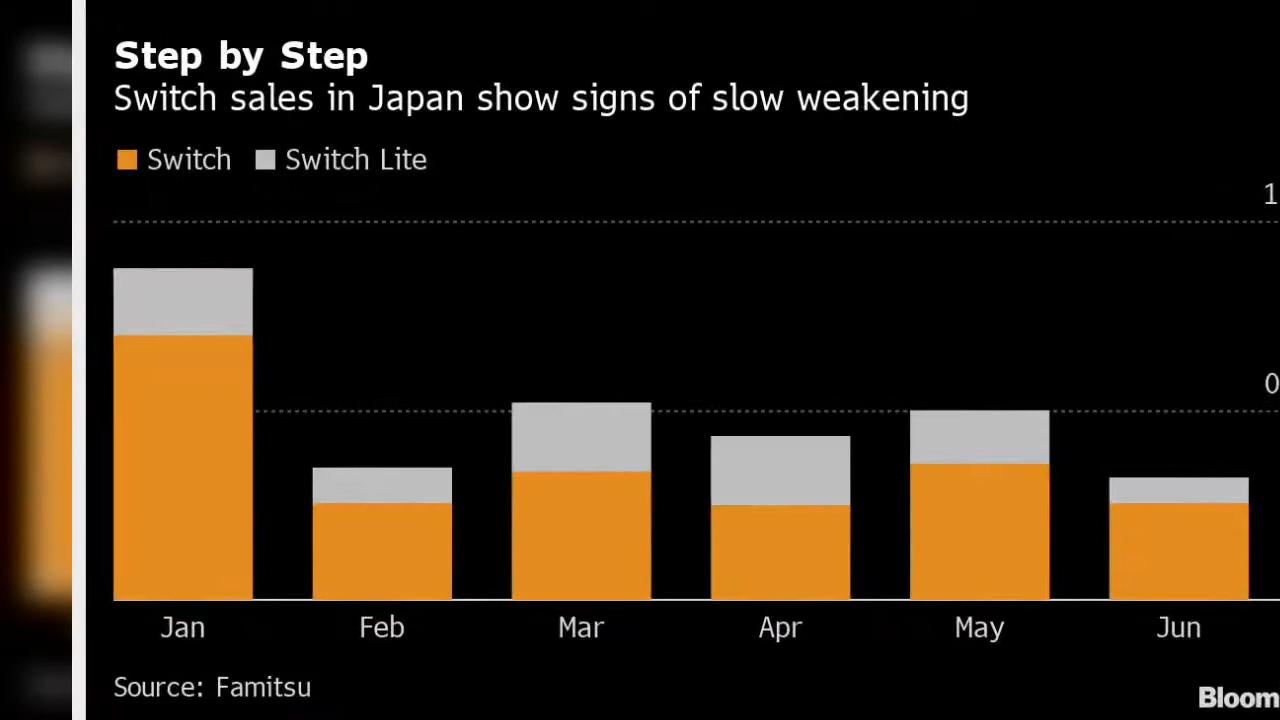 Step by Step
Switch sales in Japan show signs of slow weakening
Switch Switch Lite
1
0
Jan Feb Mar Apr May Jun
Source: Famitsu
Bloom